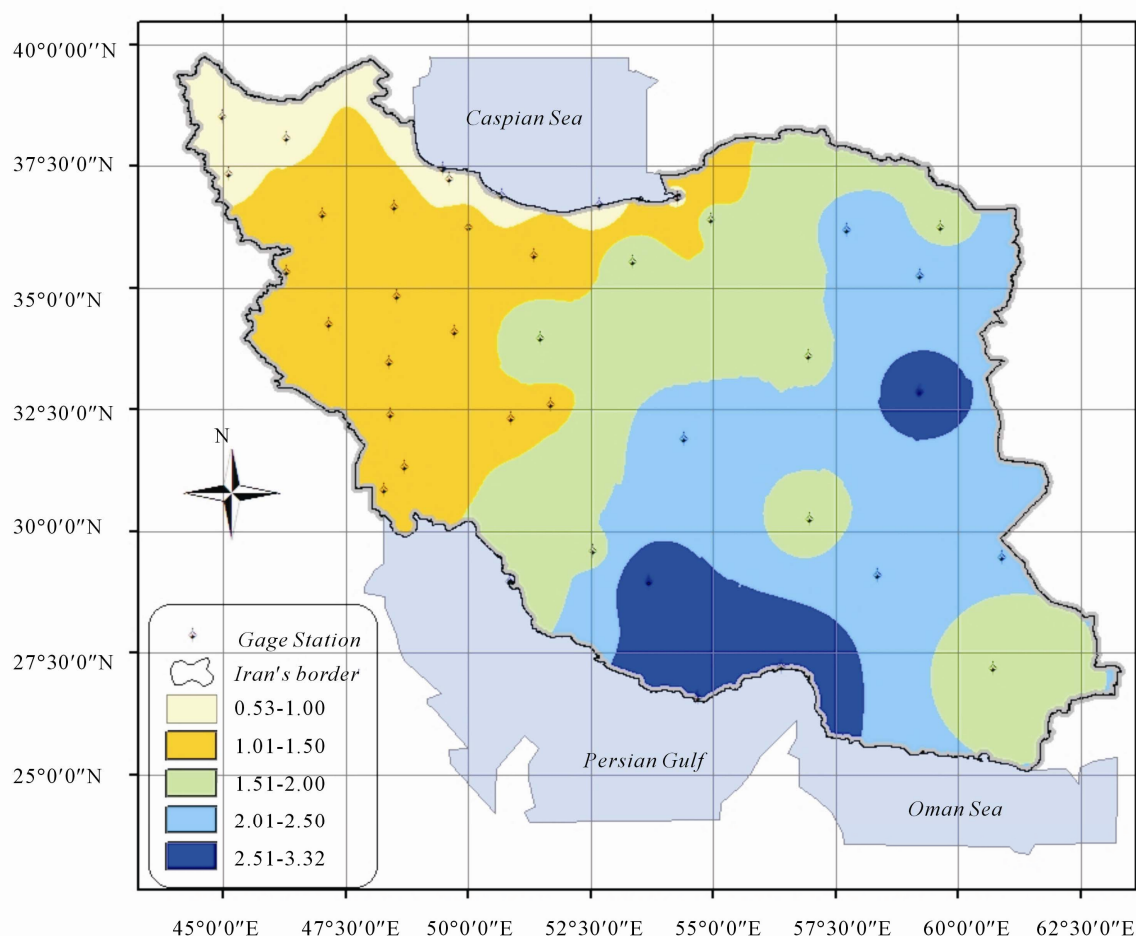 40°0'00"N
Caspian Sea
37°30'0"N
35°0'0"N
32°30'0"N
N
30°0'0"N
27°30'0"N
25°0'0"N
Gage Station
Iran's border
0.53-1.00
1.01-1.50
1.51-2.00
2.01-2.50
2.51-3.32
Persian Gulf
Oman Sea
45°0'0"E 47°30'0"E 50°0'0"E 52°30'0"E 55°0'0"E 57°30'0"E 60°0'0"E 62°30'0"E